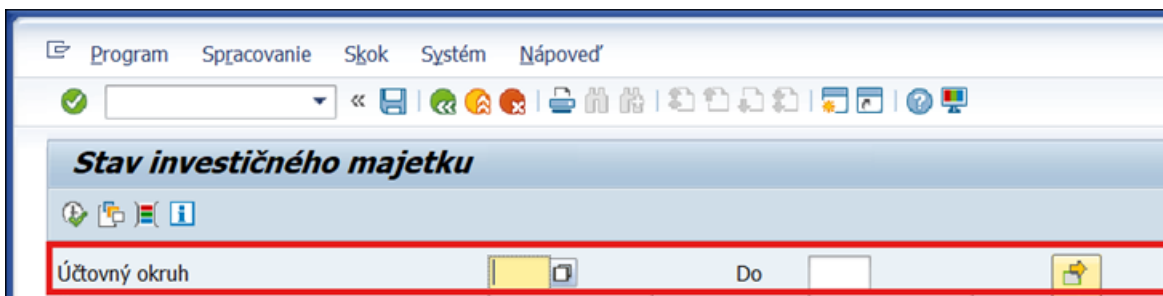 Program Spracovanie Skok Systém Nápoveď
Stav investičného majetku
Účtovný okruh Do